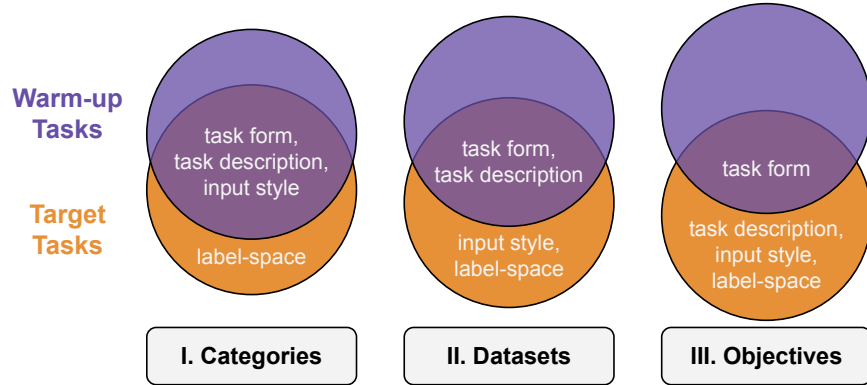 Warm-up
Tasks
Target
Tasks
task form,
task description,
input style
label-space
I. Categories
task form,
task description
input style,
label-space
II. Datasets
task form
task description,
input style,
label-space
III. Objectives